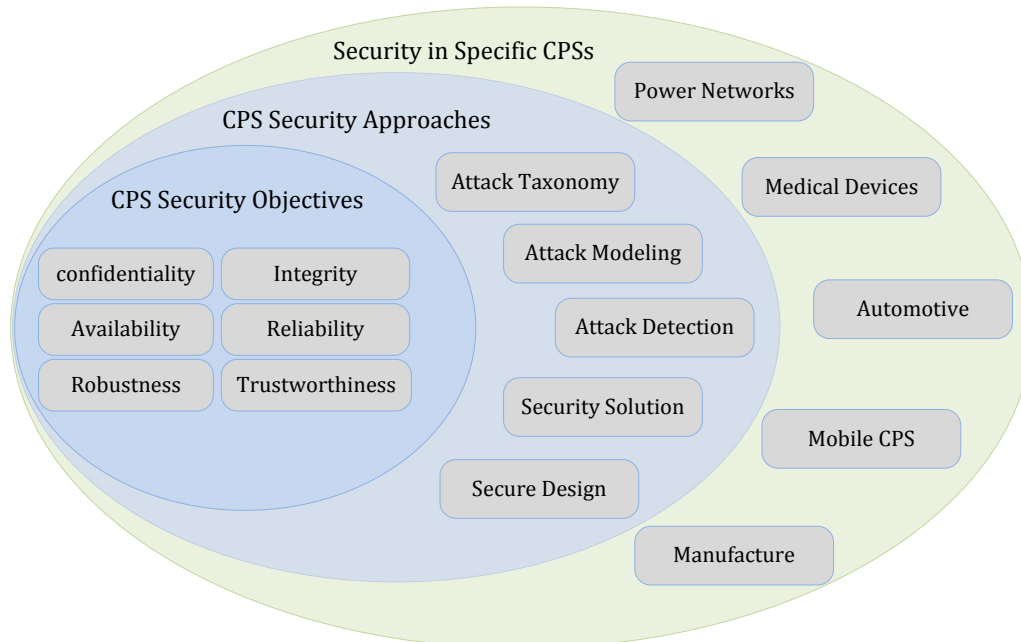 Security in Specific CPSs
Power Networks
CPS Security Approaches
Attack Taxonomy
Medical Devices
CPS Security Objectives
Attack Modeling
confidentiality
Integrity
Automotive
Availability
Reliability
Attack Detection
Robustness
Trustworthiness
Security Solution
Mobile CPS
Secure Design
Manufacture